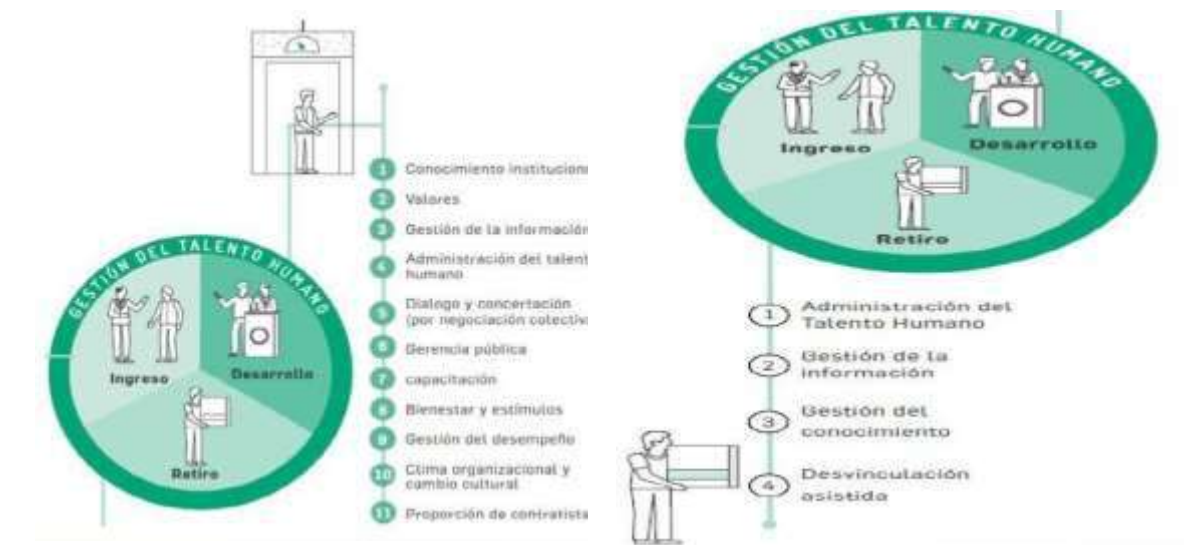 1 Conocimiento institucion
2 Valores
3 Gestión de la información
4 Administración del talent
humano
5 Dialogo y concertación
(por negociación colectiva
6 Gerencia pública
7 capacitación
8 Bienestar y estímulos
9 Gestión del desempeño
10 Clima organizacional y
cambio cultural
11 Proporción de contratista
GESTIÓN DEL TALENTO HUMANO
Ingreso
Desarrollo
Retiro
GESTIÓN DEL TALENTO HUMANO
Ingreso
Desarrollo
Retiro
1 Administración del
Talento Humano
2 Gestión de la
información
3 Gestión del
conocimiento
4 Desvinculación
asistida